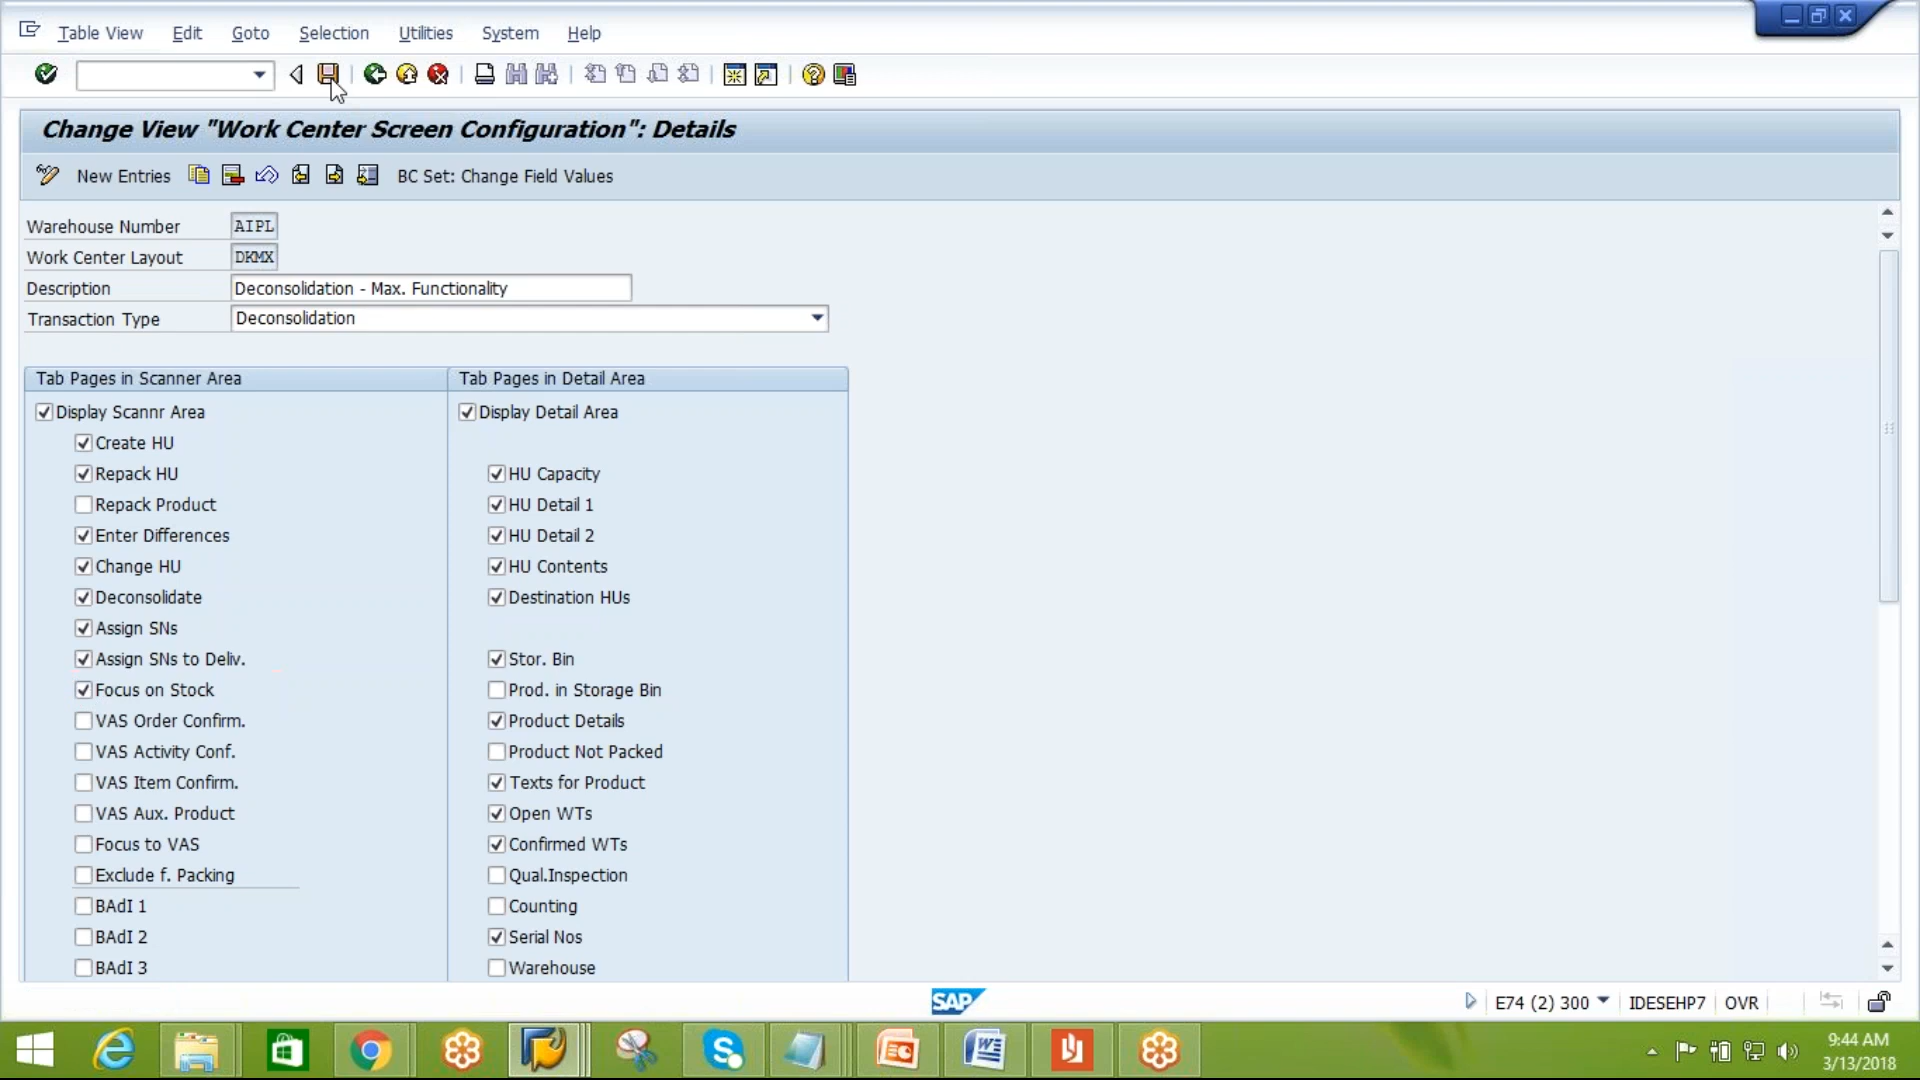 Table View Edit Goto Selection Utilities System Help
Change View "Work Center Screen Configuration": Details
New Entries BC Set: Change Field Values
Warehouse Number AIPL
Work Center Layout DKMX
Description Deconsolidation - Max. Functionality
Transaction Type Deconsolidation
Tab Pages in Scanner Area Tab Pages in Detail Area
Display Scannr Area Display Detail Area
Create HU
Repack HU HU Capacity
Repack Product HU Detail 1
Enter Differences HU Detail 2
Change HU HU Contents
Deconsolidate Destination HUs
Assign SNs
Assign SNs to Deliv. Stor. Bin
Focus on Stock Prod. in Storage Bin
VAS Order Confirm. Product Details
VAS Activity Conf. Product Not Packed
VAS Item Confirm. Texts for Product
VAS Aux. Product Open WTs
Focus to VAS Confirmed WTs
Exclude f. Packing Qual.Inspection
BAdI 1 Counting
BAdI 2 Serial Nos
BAdI 3 Warehouse
SAP E74 (2) 300 IDESEHP7 OVR
9:44 AM
3/13/2018